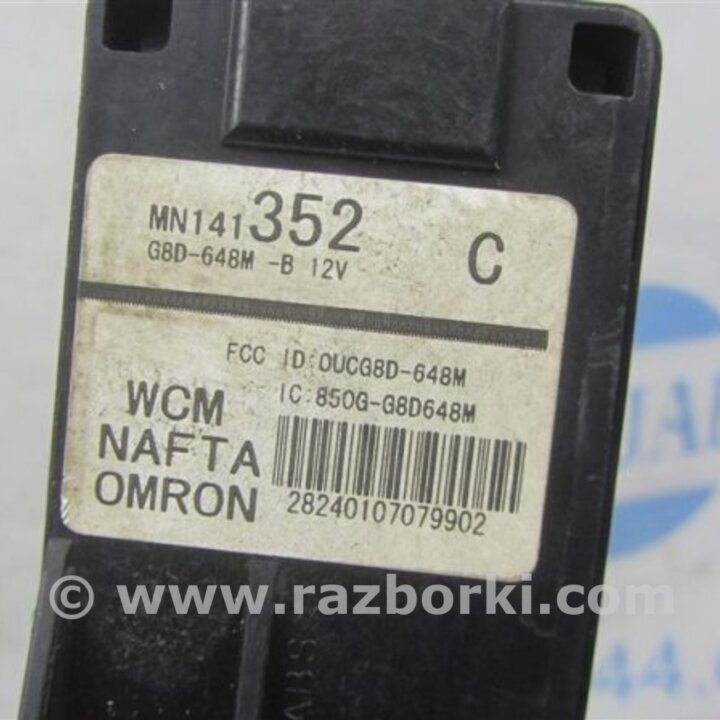 MN141352 C
G8D-648M -B 12V
FCC ID:OUCG8D-648M
IC:850G-G8D648M
WCM
NAFTA
OMRON
28240107079902
© www.razborki.com